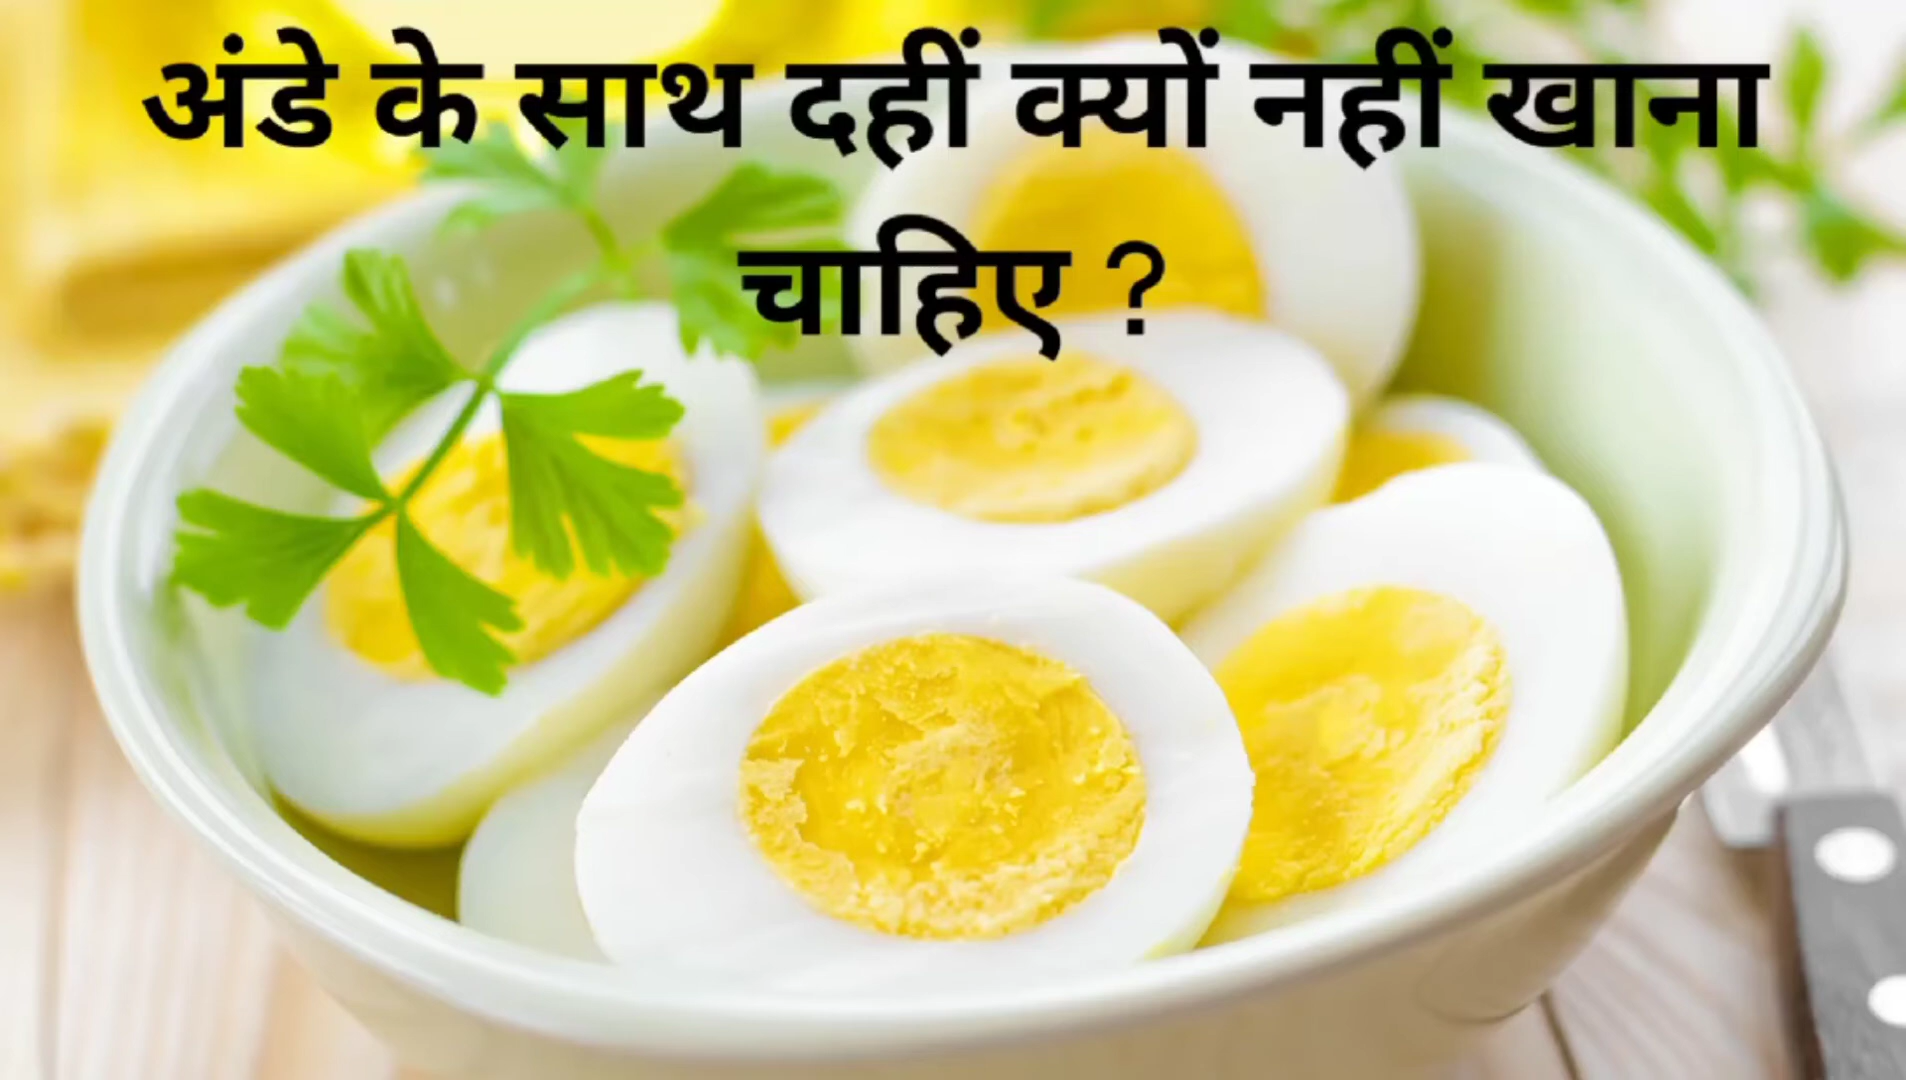 अंडे के साथ दहीं क्यों नहीं खाना
चाहिए ?